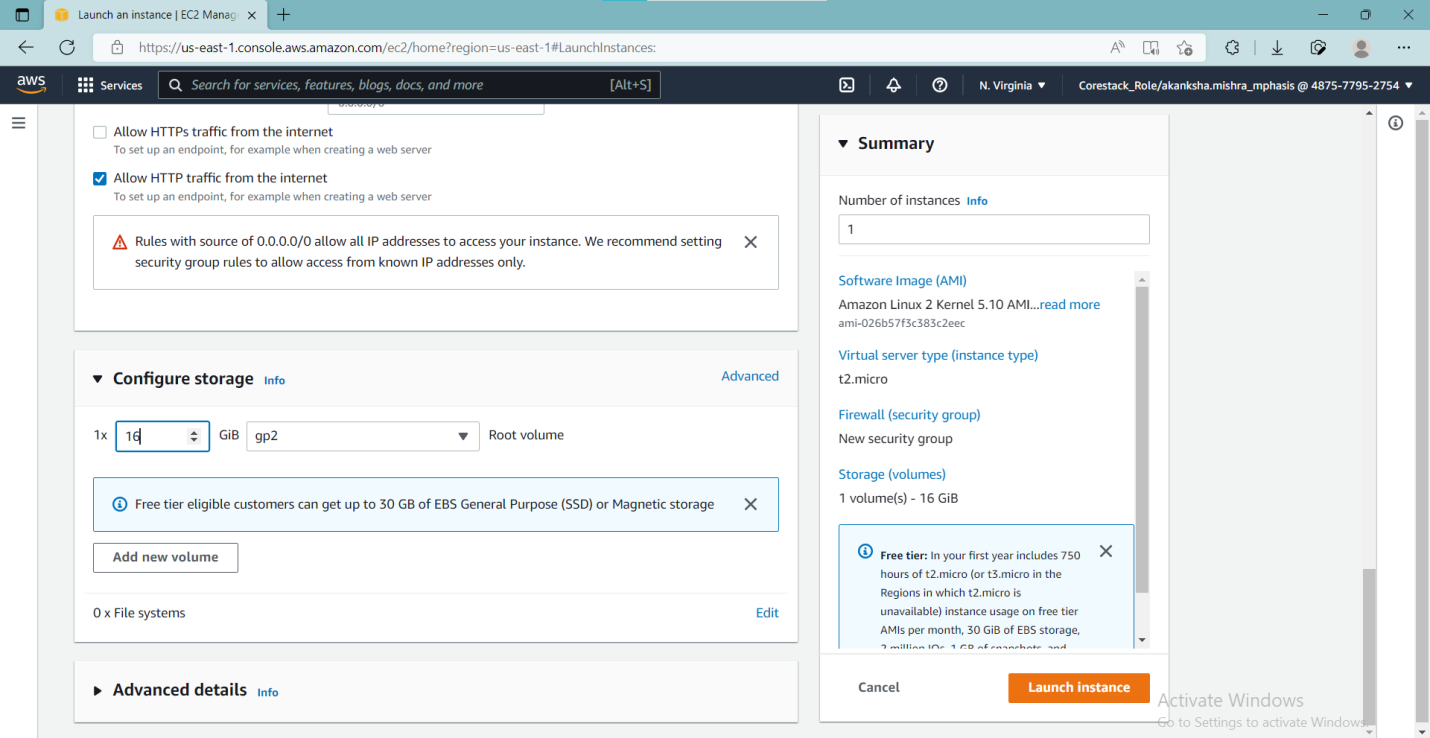 Launch an instance | EC2 Manag
https://us-east-1.console.aws.amazon.com/ec2/home?region=us-east-1#LaunchInstances:
aws
Services
Search for services, features, blogs, docs, and more
[Alt+S]
N. Virginia
Corestack_Role/akanksha.mishra_mphasis @ 4875-7795-2754
Allow HTTPs traffic from the internet
To set up an endpoint, for example when creating a web server
Allow HTTP traffic from the internet
To set up an endpoint, for example when creating a web server
Rules with source of 0.0.0.0/0 allow all IP addresses to access your instance. We recommend setting
security group rules to allow access from known IP addresses only.
Configure storage Info
Advanced
1x 16 GiB gp2 Root volume
Free tier eligible customers can get up to 30 GB of EBS General Purpose (SSD) or Magnetic storage
Add new volume
0 x File systems
Edit
Advanced details Info
Summary
Number of instances Info
1
Software Image (AMI)
Amazon Linux 2 Kernel 5.10 AMI...read more
ami-026b57f3c383c2eec
Virtual server type (instance type)
t2.micro
Firewall (security group)
New security group
Storage (volumes)
1 volume(s) - 16 GiB
Free tier: In your first year includes 750
hours of t2.micro (or t3.micro in the
Regions in which t2.micro is
unavailable) instance usage on free tier
AMIs per month, 30 GiB of EBS storage,
2 million IOs, 1 GB of snapshots, and
Cancel
Launch instance
Activate Windows
Go to Settings to activate Windows.